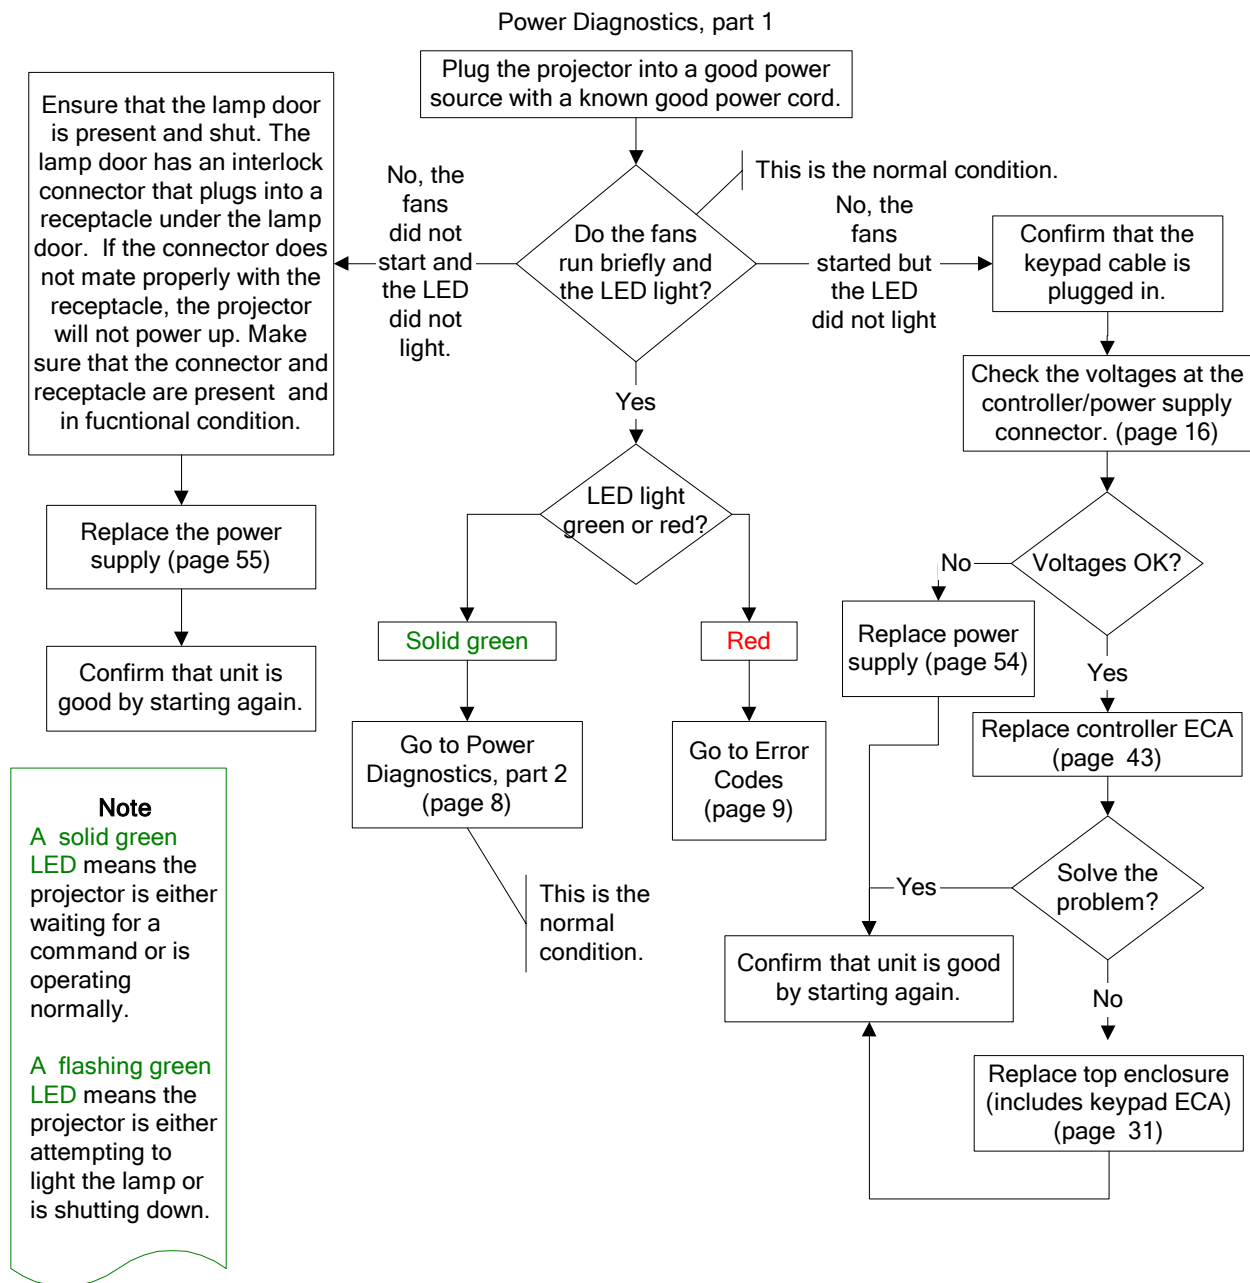 Power Diagnostics, part 1
Plug the projector into a good power
source with a known good power cord.
Ensure that the lamp door
is present and shut. The
lamp door has an interlock
connector that plugs into a
receptacle under the lamp
door. If the connector does
not mate properly with the
receptacle, the projector
will not power up. Make
sure that the connector and
receptacle are present and
in fucntional condition.
No, the
fans
did not
start and
the LED
did not
light.
Do the fans
run briefly and
the LED light?
This is the normal condition.
No, the
fans
started but
the LED
did not light
Confirm that the
keypad cable is
plugged in.
Check the voltages at the
controller/power supply
connector. (page 16)
Yes
LED light
green or red?
Replace the power
supply (page 55)
Voltages OK?
No
Solid green
Red
Replace power
supply (page 54)
Yes
Confirm that unit is
good by starting again.
Go to Power
Diagnostics, part 2
(page 8)
Go to Error
Codes
(page 9)
Replace controller ECA
(page 43)
Note
A solid green
LED means the
projector is either
waiting for a
command or is
operating
normally.
A flashing green
LED means the
projector is either
attempting to
light the lamp or
is shutting down.
This is the
normal
condition.
Solve the
problem?
Yes
Confirm that unit is good
by starting again.
No
Replace top enclosure
(includes keypad ECA)
(page 31)